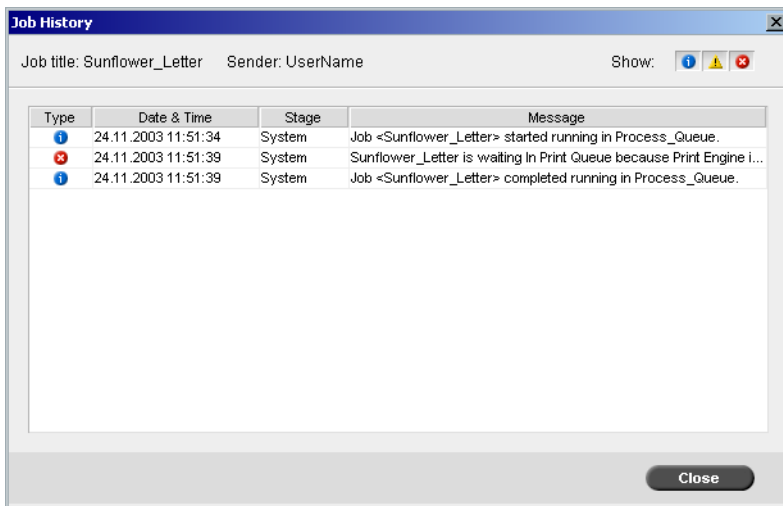 Job History
Job title: Sunflower_Letter Sender: UserName Show:
Type Date & Time Stage Message
24.11.2003 11:51:34 System Job <Sunflower_Letter> started running in Process_Queue.
24.11.2003 11:51:39 System Sunflower_Letter is waiting In Print Queue because Print Engine i...
24.11.2003 11:51:39 System Job <Sunflower_Letter> completed running in Process_Queue.
Close